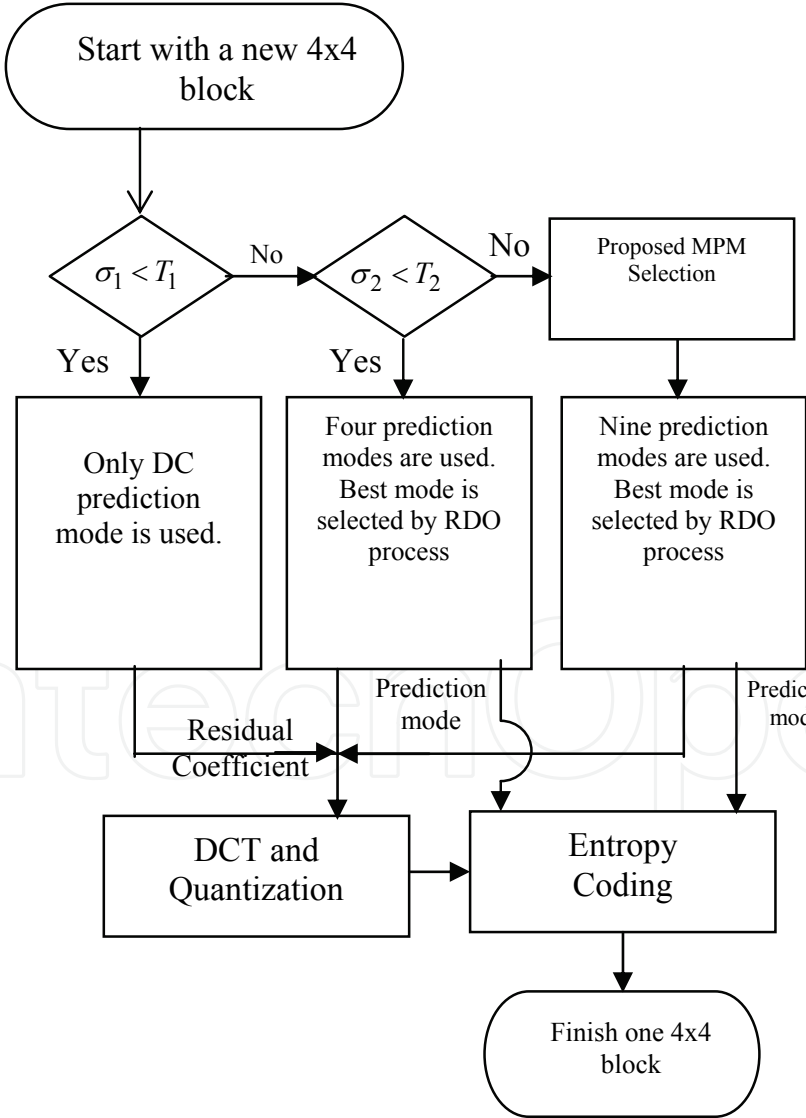 Start with a new 4x4
block
σ₁ < T₁
No
σ₂ < T₂
No
Proposed MPM
Selection
Yes
Yes
Only DC
prediction
mode is used.
Four prediction
modes are used.
Best mode is
selected by RDO
process
Nine prediction
modes are used.
Best mode is
selected by RDO
process
Residual
Coefficient
Prediction
mode
DCT and
Quantization
Entropy
Coding
Finish one 4x4
block